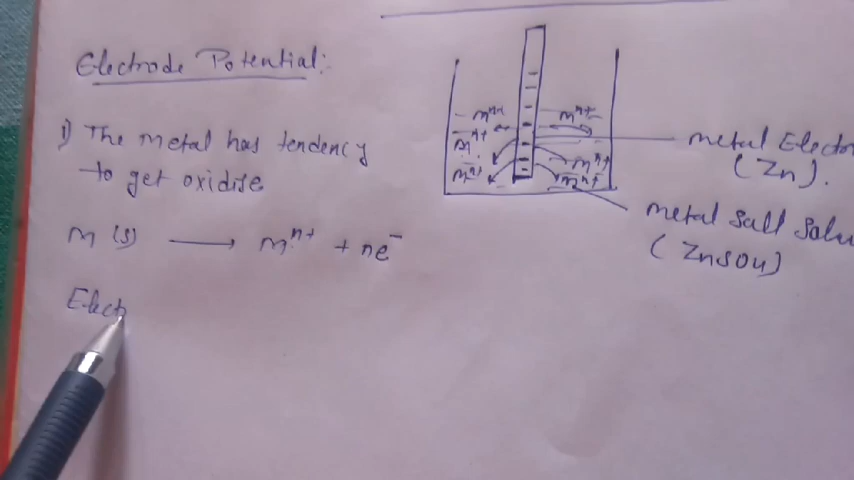 Electrode Potential:
1) The metal has tendency
to get oxidise
M (s) → M^n+ + ne^-
Elect
M^n+
M^n+
M^n+
M^n+
M^n+
M^n+
metal Electro
(Zn).
metal Salt Solu
(ZnSO4)